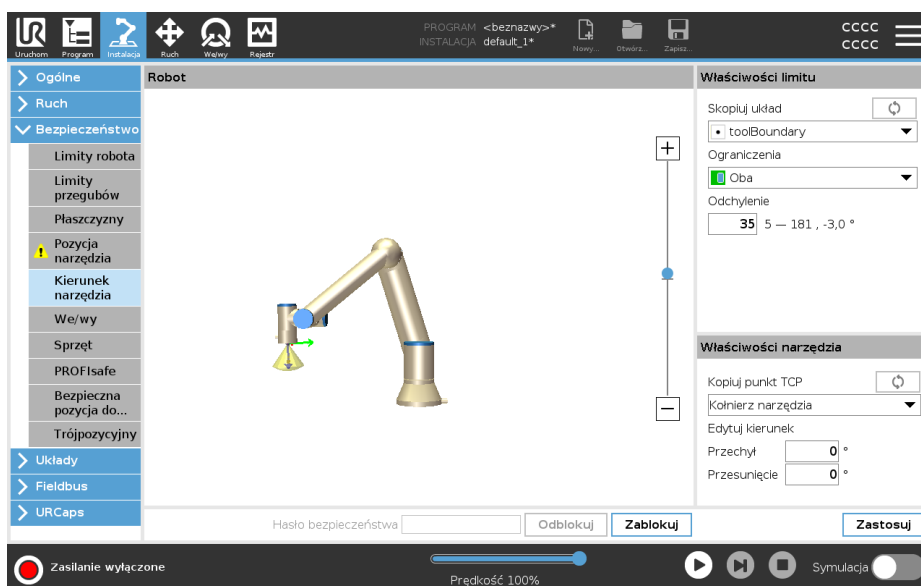 PROGRAM <beznazwy>*
INSTALACJA default_1*
Uruchom Program Instalacja Ruch We/wy Rejestr
Nowy... Otwórz... Zapisz...
cccc
cccc
Ogólne
Ruch
Bezpieczeństwo
Limity robota
Limity
przegubów
Płaszczyzny
Pozycja
narzędzia
Kierunek
narzędzia
We/wy
Sprzęt
PROFIsafe
Bezpieczna
pozycja do...
Trójpozycyjny
Układy
Fieldbus
URCaps
Robot
Hasło bezpieczeństwa Odblokuj Zablokuj
Właściwości limitu
Skopiuj układ
toolBoundary
Ograniczenia
Oba
Odchylenie
35 5 — 181 , -3,0 °
Właściwości narzędzia
Kopiuj punkt TCP
Kołnierz narzędzia
Edytuj kierunek
Przechył 0 °
Przesunięcie 0 °
Zastosuj
Zasilanie wyłączone
Prędkość 100%
Symulacja